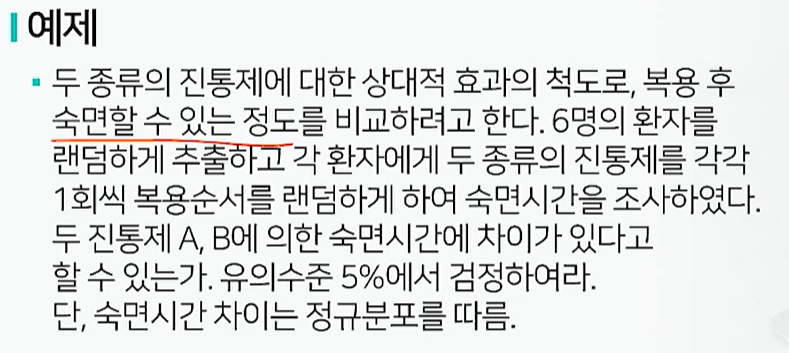 예제
두 종류의 진통제에 대한 상대적 효과의 척도로, 복용 후
숙면할 수 있는 정도를 비교하려고 한다. 6명의 환자를
랜덤하게 추출하고 각 환자에게 두 종류의 진통제를 각각
1회씩 복용순서를 랜덤하게 하여 숙면시간을 조사하였다.
두 진통제 A, B에 의한 숙면시간에 차이가 있다고
할 수 있는가. 유의수준 5%에서 검정하여라.
단, 숙면시간 차이는 정규분포를 따름.